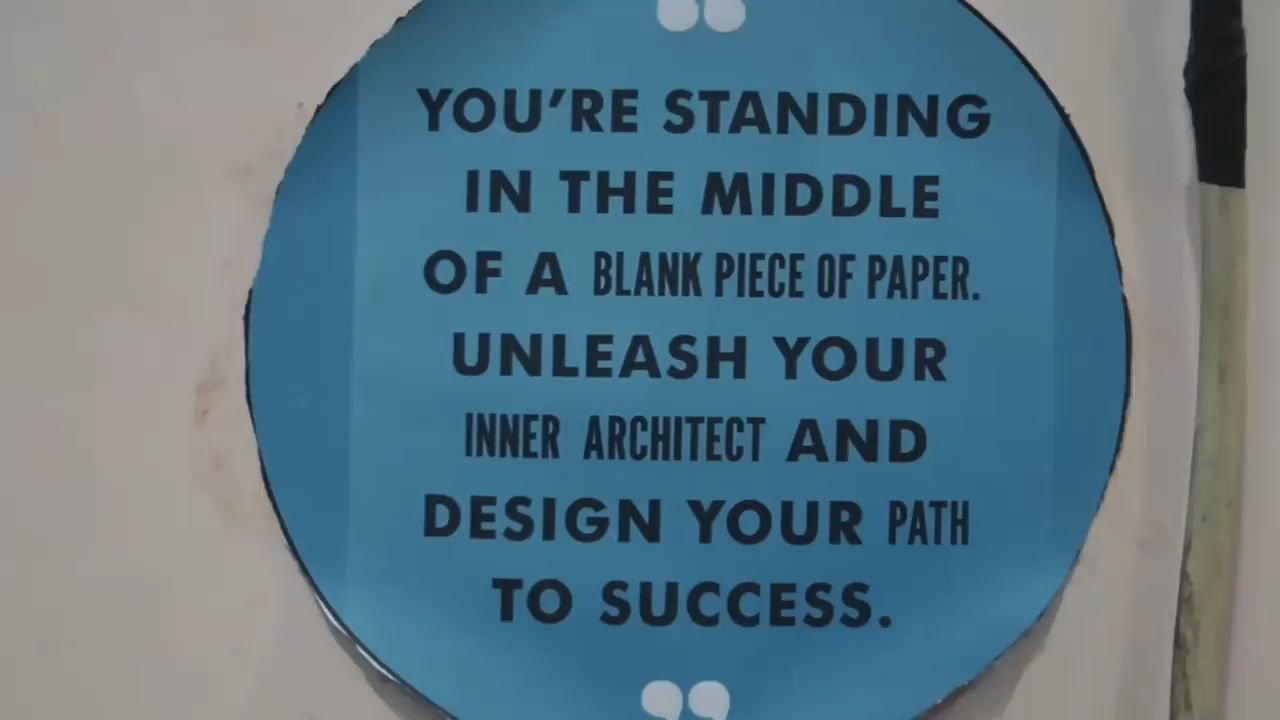 “
YOU’RE STANDING
IN THE MIDDLE
OF A BLANK PIECE OF PAPER.
UNLEASH YOUR
INNER ARCHITECT AND
DESIGN YOUR PATH
TO SUCCESS.
”